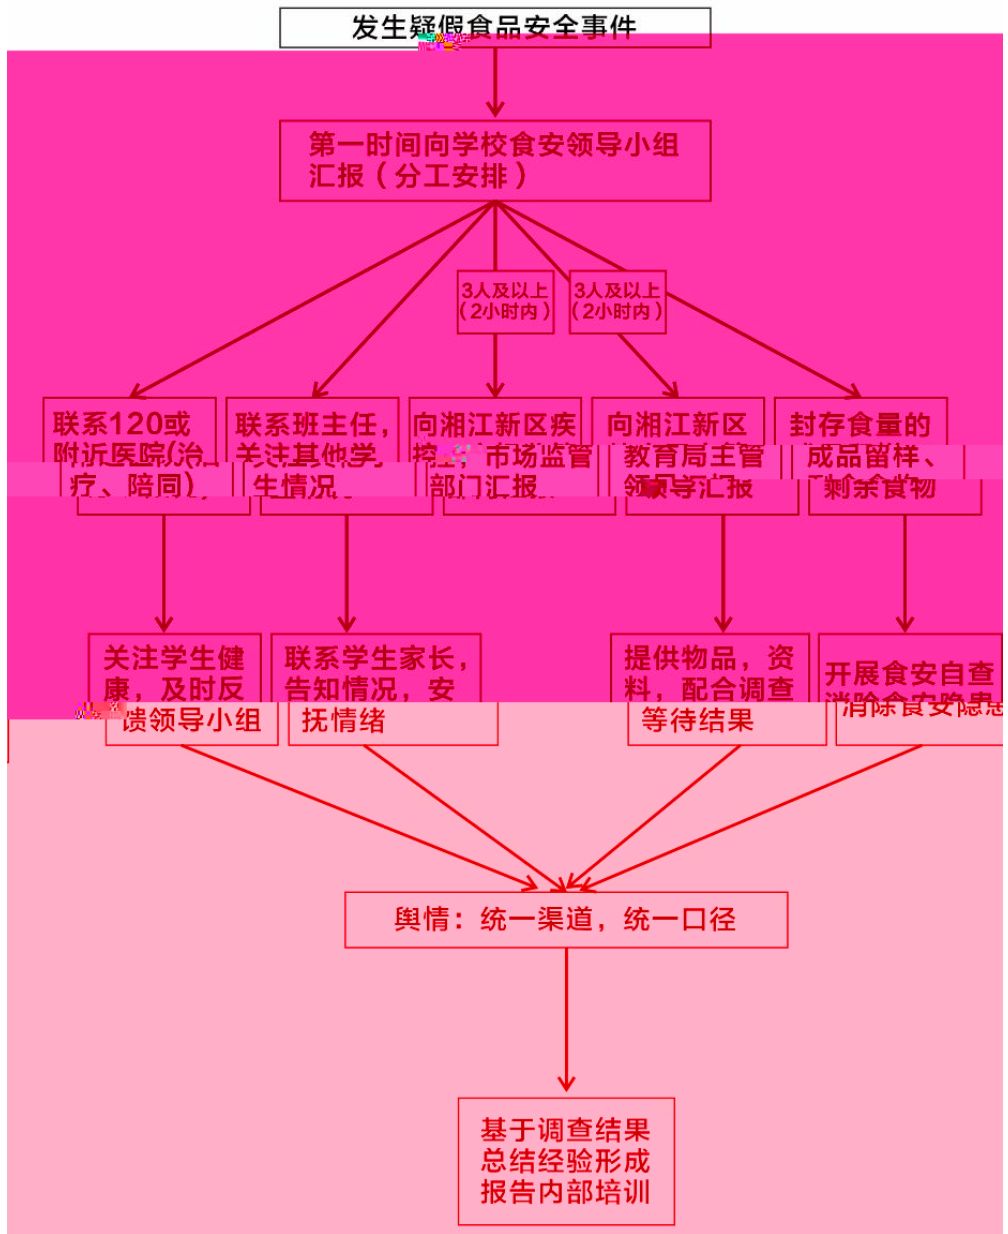 发生疑假食品安全事件
第一时间向学校食安领导小组
汇报（分工安排）
3人及以上
（2小时内）
3人及以上
（2小时内）
联系120或
附近医院(治
疗、陪同)
联系班主任，
关注其他学
生情况
向湘江新区疾
控 市场监管
部门汇报
向湘江新区
教育局主管
领导汇报
封存食量的
成品留样、
剩余食物
关注学生健
康，及时反
馈领导小组
联系学生家长，
告知情况，安
抚情绪
提供物品，资
料，配合调查
等待结果
开展食安自查
消除食安隐患
舆情：统一渠道，统一口径
基于调查结果
总结经验形成
报告内部培训